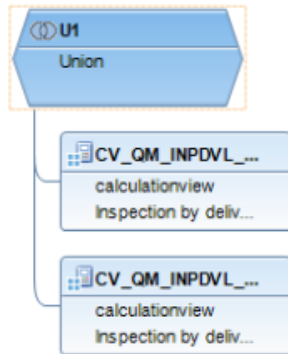 U1
Union
CV_QM_INPDVL_...
calculationview
Inspection by deliv...
CV_QM_INPDVL_...
calculationview
Inspection by deliv...